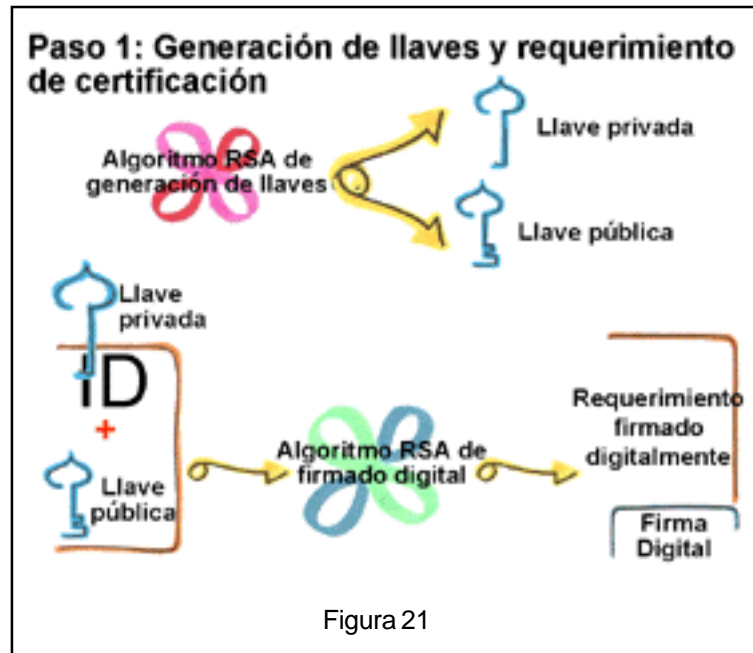 Paso 1: Generación de llaves y requerimiento
de certificación
Algoritmo RSA de
generación de llaves
Llave privada
Llave pública
Llave
privada
ID
+
Llave
pública
Algoritmo RSA de
firmado digital
Requerimiento
firmado
digitalmente
Firma
Digital
Figura 21